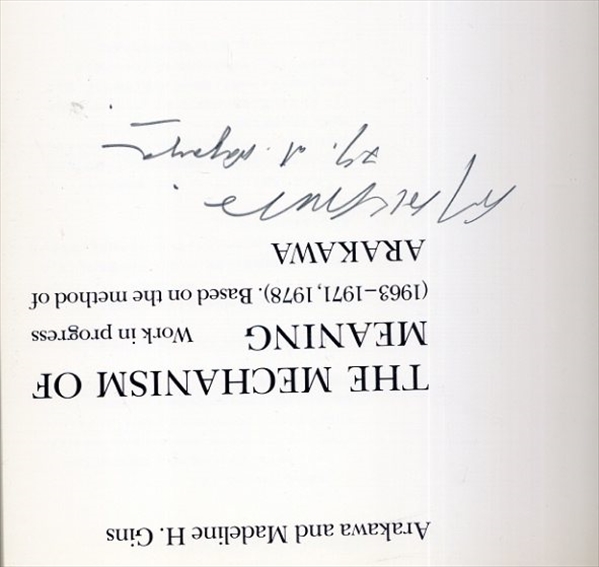 Arakawa and Madeline H. Gins
THE MECHANISM OF
MEANING Work in progress
(1963–1971, 1978). Based on the method of
ARAKAWA